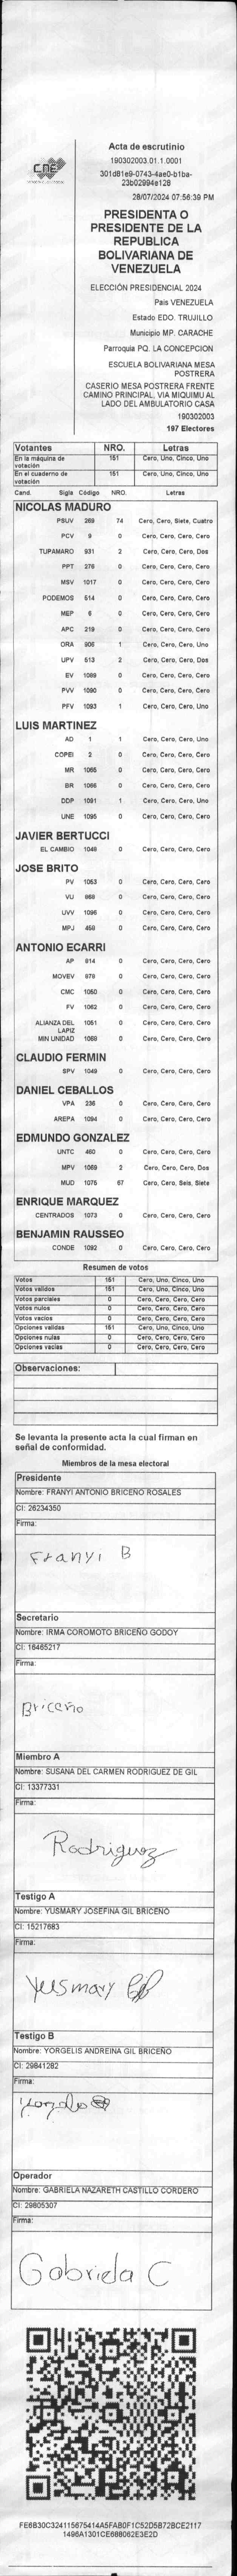 CNE
Acta de escrutinio
190302003.01.1.0001
301d81e9-0743-4ae0-b1ba-
23b02994e128
28/07/2024 07:56:39 PM
PRESIDENTA O
PRESIDENTE DE LA
REPUBLICA
BOLIVARIANA DE
VENEZUELA
ELECCIÓN PRESIDENCIAL 2024
Pais VENEZUELA
Estado EDO. TRUJILLO
Municipio MP. CARACHE
Parroquia PQ. LA CONCEPCION
ESCUELA BOLIVARIANA MESA
POSTRERA
CASERIO MESA POSTRERA FRENTE
CAMINO PRINCIPAL, VIA MIQUIMU AL
LADO DEL AMBULATORIO CASA
190302003
197 Electores
Votantes NRO. Letras
En la máquina de votación 151 Cero, Uno, Cinco, Uno
En el cuaderno de votación 151 Cero, Uno, Cinco, Uno
Cand. Sigla Código NRO. Letras
NICOLAS MADURO
PSUV 269 74 Cero, Cero, Siete, Cuatro
PCV 9 0 Cero, Cero, Cero, Cero
TUPAMARO 931 2 Cero, Cero, Cero, Dos
PPT 276 0 Cero, Cero, Cero, Cero
MSV 1017 0 Cero, Cero, Cero, Cero
PODEMOS 514 0 Cero, Cero, Cero, Cero
MEP 6 0 Cero, Cero, Cero, Cero
APC 219 0 Cero, Cero, Cero, Cero
ORA 906 1 Cero, Cero, Cero, Uno
UPV 513 2 Cero, Cero, Cero, Dos
EV 1089 0 Cero, Cero, Cero, Cero
PVV 1090 0 Cero, Cero, Cero, Cero
PFV 1093 1 Cero, Cero, Cero, Uno
LUIS MARTINEZ
AD 1 1 Cero, Cero, Cero, Uno
COPEI 2 0 Cero, Cero, Cero, Cero
MR 1065 0 Cero, Cero, Cero, Cero
BR 1066 0 Cero, Cero, Cero, Cero
DDP 1091 1 Cero, Cero, Cero, Uno
UNE 1095 0 Cero, Cero, Cero, Cero
JAVIER BERTUCCI
EL CAMBIO 1048 0 Cero, Cero, Cero, Cero
JOSE BRITO
PV 1053 0 Cero, Cero, Cero, Cero
VU 868 0 Cero, Cero, Cero, Cero
UVV 1096 0 Cero, Cero, Cero, Cero
MPJ 459 0 Cero, Cero, Cero, Cero
ANTONIO ECARRI
AP 814 0 Cero, Cero, Cero, Cero
MOVEV 879 0 Cero, Cero, Cero, Cero
CMC 1050 0 Cero, Cero, Cero, Cero
FV 1062 0 Cero, Cero, Cero, Cero
ALIANZA DEL LAPIZ 1051 0 Cero, Cero, Cero, Cero
MIN UNIDAD 1068 0 Cero, Cero, Cero, Cero
CLAUDIO FERMIN
SPV 1049 0 Cero, Cero, Cero, Cero
DANIEL CEBALLOS
VPA 236 0 Cero, Cero, Cero, Cero
AREPA 1094 0 Cero, Cero, Cero, Cero
EDMUNDO GONZALEZ
UNTC 460 0 Cero, Cero, Cero, Cero
MPV 1069 2 Cero, Cero, Cero, Dos
MUD 1075 67 Cero, Cero, Seis, Siete
ENRIQUE MARQUEZ
CENTRADOS 1073 0 Cero, Cero, Cero, Cero
BENJAMIN RAUSSEO
CONDE 1092 0 Cero, Cero, Cero, Cero
Resumen de votos
Votos 151 Cero, Uno, Cinco, Uno
Votos validos 151 Cero, Uno, Cinco, Uno
Votos parciales 0 Cero, Cero, Cero, Cero
Votos nulos 0 Cero, Cero, Cero, Cero
Votos vacios 0 Cero, Cero, Cero, Cero
Opciones validas 151 Cero, Uno, Cinco, Uno
Opciones nulas 0 Cero, Cero, Cero, Cero
Opciones vacias 0 Cero, Cero, Cero, Cero
Observaciones:
Se levanta la presente acta la cual firman en
señal de conformidad.
Miembros de la mesa electoral
Presidente
Nombre: FRANYI ANTONIO BRICEÑO ROSALES
CI: 26234350
Firma:
Franyi B
Secretario
Nombre: IRMA COROMOTO BRICEÑO GODOY
CI: 16465217
Firma:
Briceño
Miembro A
Nombre: SUSANA DEL CARMEN RODRIGUEZ DE GIL
CI: 13377331
Firma:
Rodriguez
Testigo A
Nombre: YUSMARY JOSEFINA GIL BRICEÑO
CI: 15217683
Firma:
Yusmary
Testigo B
Nombre: YORGELIS ANDREINA GIL BRICEÑO
CI: 29841282
Firma:
Operador
Nombre: GABRIELA NAZARETH CASTILLO CORDERO
CI: 29805307
Firma:
Gabriela C
FE6B30C324115675414A5FAB0F1C52D5B72BCE2117
1496A1301CE688062E3E2D